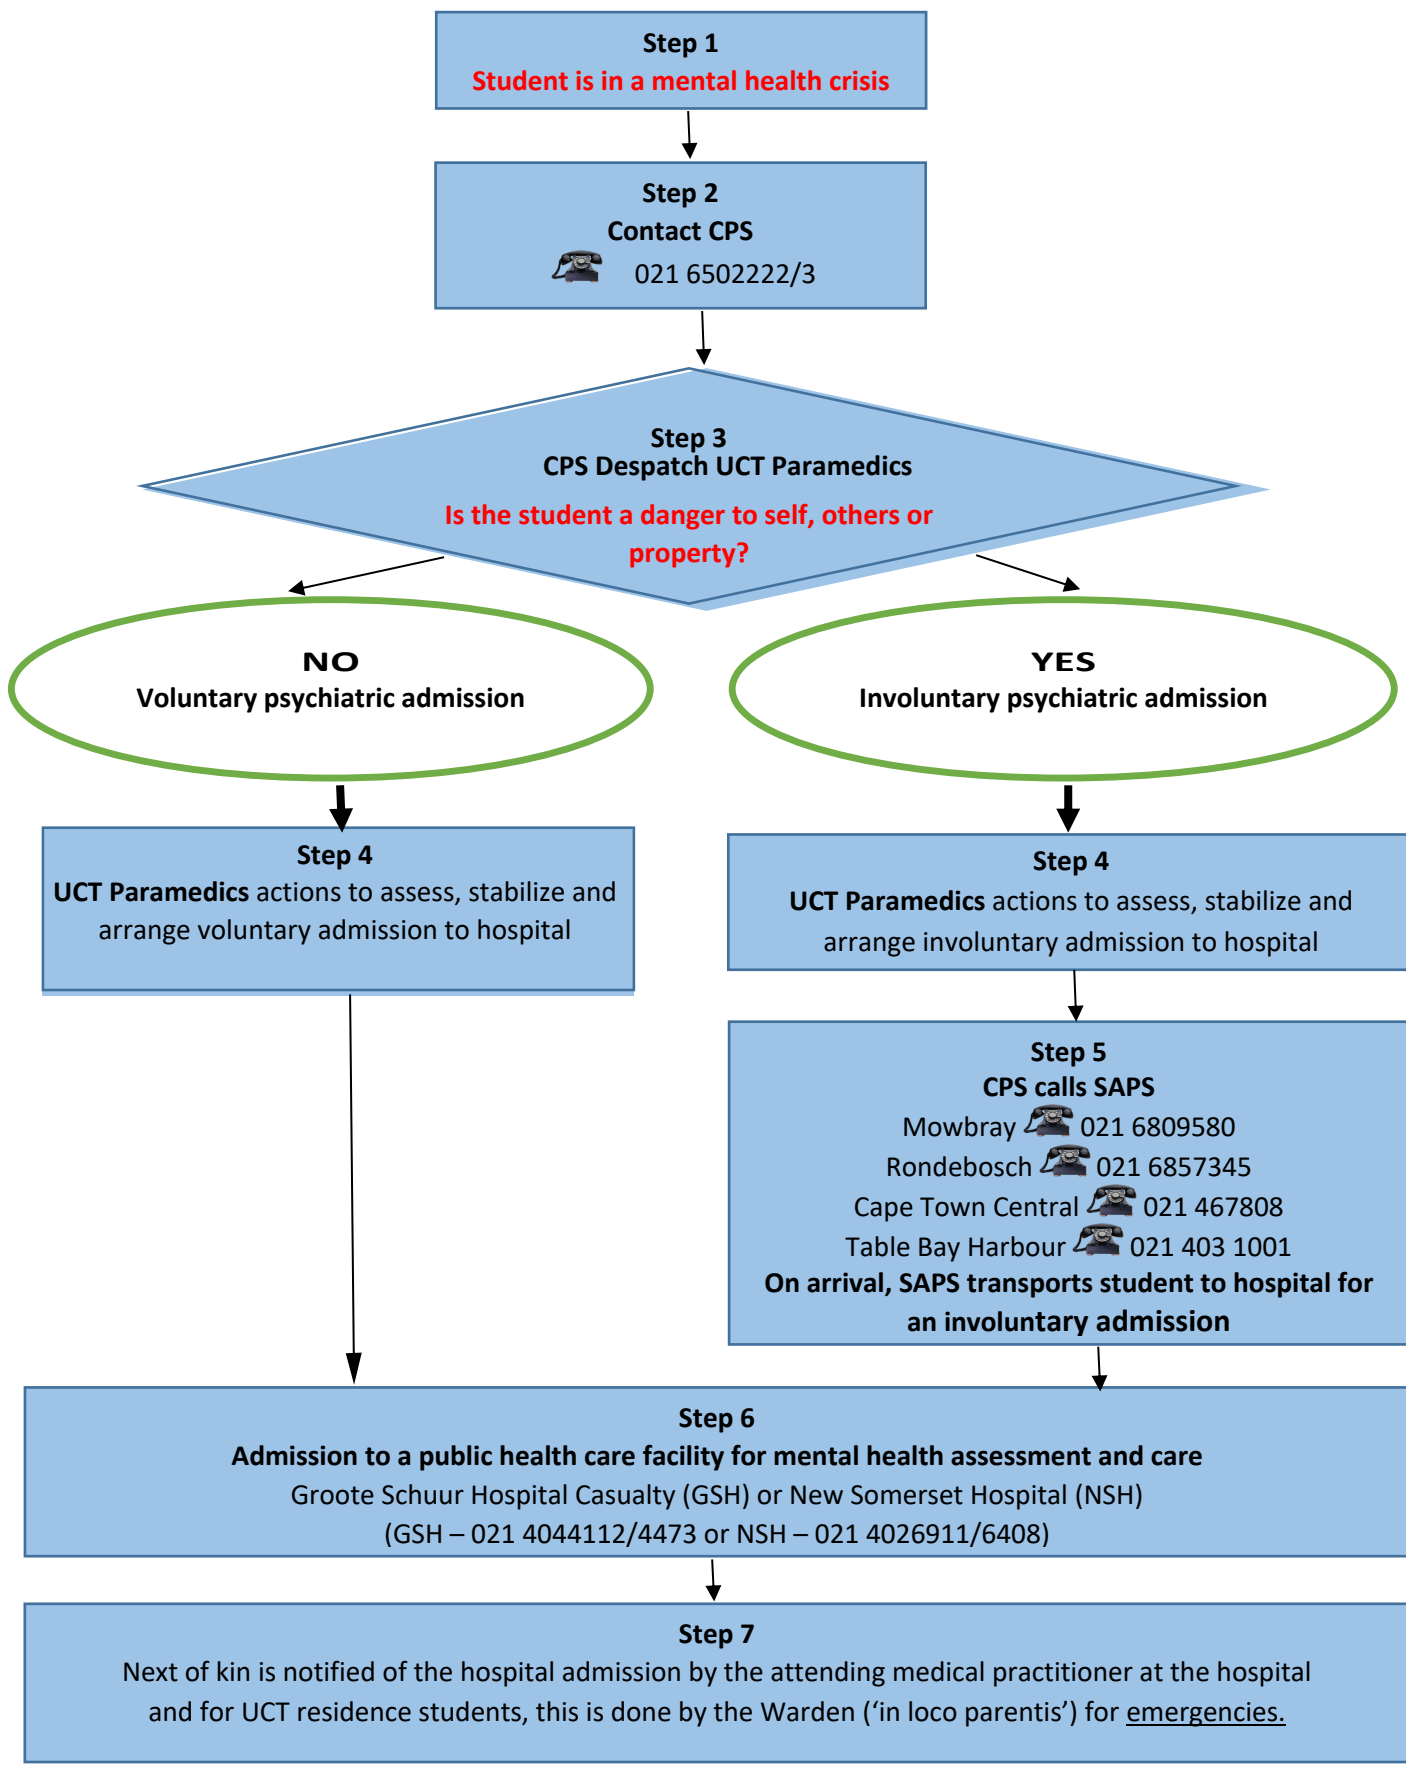 Step 1
Student is in a mental health crisis
Step 2
Contact CPS
021 6502222/3
Step 3
CPS Despatch UCT Paramedics
Is the student a danger to self, others or
property?
NO
Voluntary psychiatric admission
YES
Involuntary psychiatric admission
Step 4
UCT Paramedics actions to assess, stabilize and
arrange voluntary admission to hospital
Step 4
UCT Paramedics actions to assess, stabilize and
arrange involuntary admission to hospital
Step 5
CPS calls SAPS
Mowbray 021 6809580
Rondebosch 021 6857345
Cape Town Central 021 467808
Table Bay Harbour 021 403 1001
On arrival, SAPS transports student to hospital for
an involuntary admission
Step 6
Admission to a public health care facility for mental health assessment and care
Groote Schuur Hospital Casualty (GSH) or New Somerset Hospital (NSH)
(GSH – 021 4044112/4473 or NSH – 021 4026911/6408)
Step 7
Next of kin is notified of the hospital admission by the attending medical practitioner at the hospital
and for UCT residence students, this is done by the Warden (‘in loco parentis’) for emergencies.